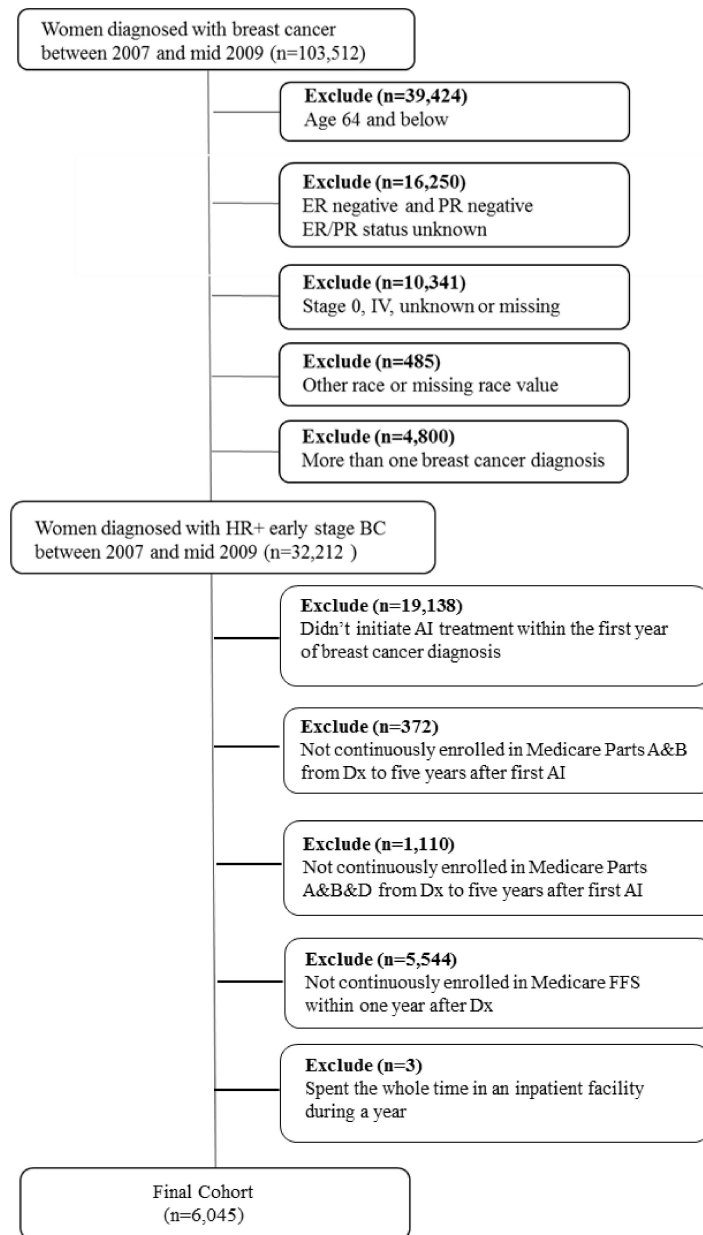 Women diagnosed with breast cancer
between 2007 and mid 2009 (n=103,512)
Exclude (n=39,424)
Age 64 and below
Exclude (n=16,250)
ER negative and PR negative
ER/PR status unknown
Exclude (n=10,341)
Stage 0, IV, unknown or missing
Exclude (n=485)
Other race or missing race value
Exclude (n=4,800)
More than one breast cancer diagnosis
Women diagnosed with HR+ early stage BC
between 2007 and mid 2009 (n=32,212 )
Exclude (n=19,138)
Didn’t initiate AI treatment within the first year
of breast cancer diagnosis
Exclude (n=372)
Not continuously enrolled in Medicare Parts A&B
from Dx to five years after first AI
Exclude (n=1,110)
Not continuously enrolled in Medicare Parts
A&B&D from Dx to five years after first AI
Exclude (n=5,544)
Not continuously enrolled in Medicare FFS
within one year after Dx
Exclude (n=3)
Spent the whole time in an inpatient facility
during a year
Final Cohort
(n=6,045)